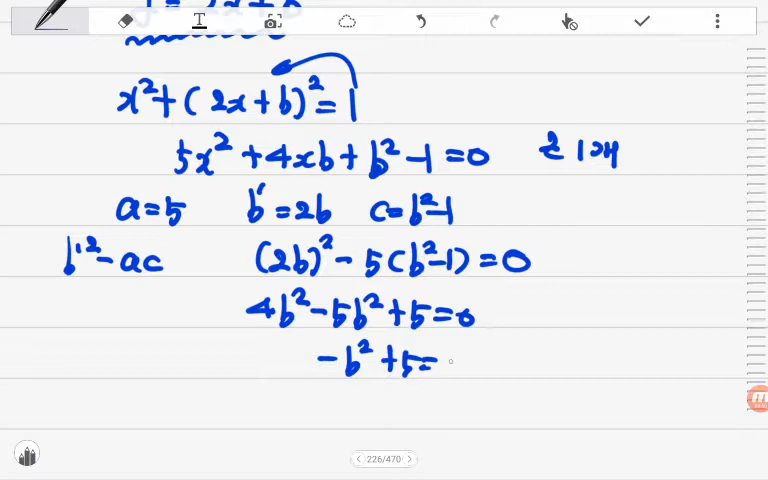 y = 2x + b
x² + (2x + b)² = 1
5x² + 4xb + b² - 1 = 0
a = 5 b' = 2b c = b² - 1
b'² - ac (2b)² - 5(b² - 1) = 0
4b² - 5b² + 5 = 0
- b² + 5 =
226/470